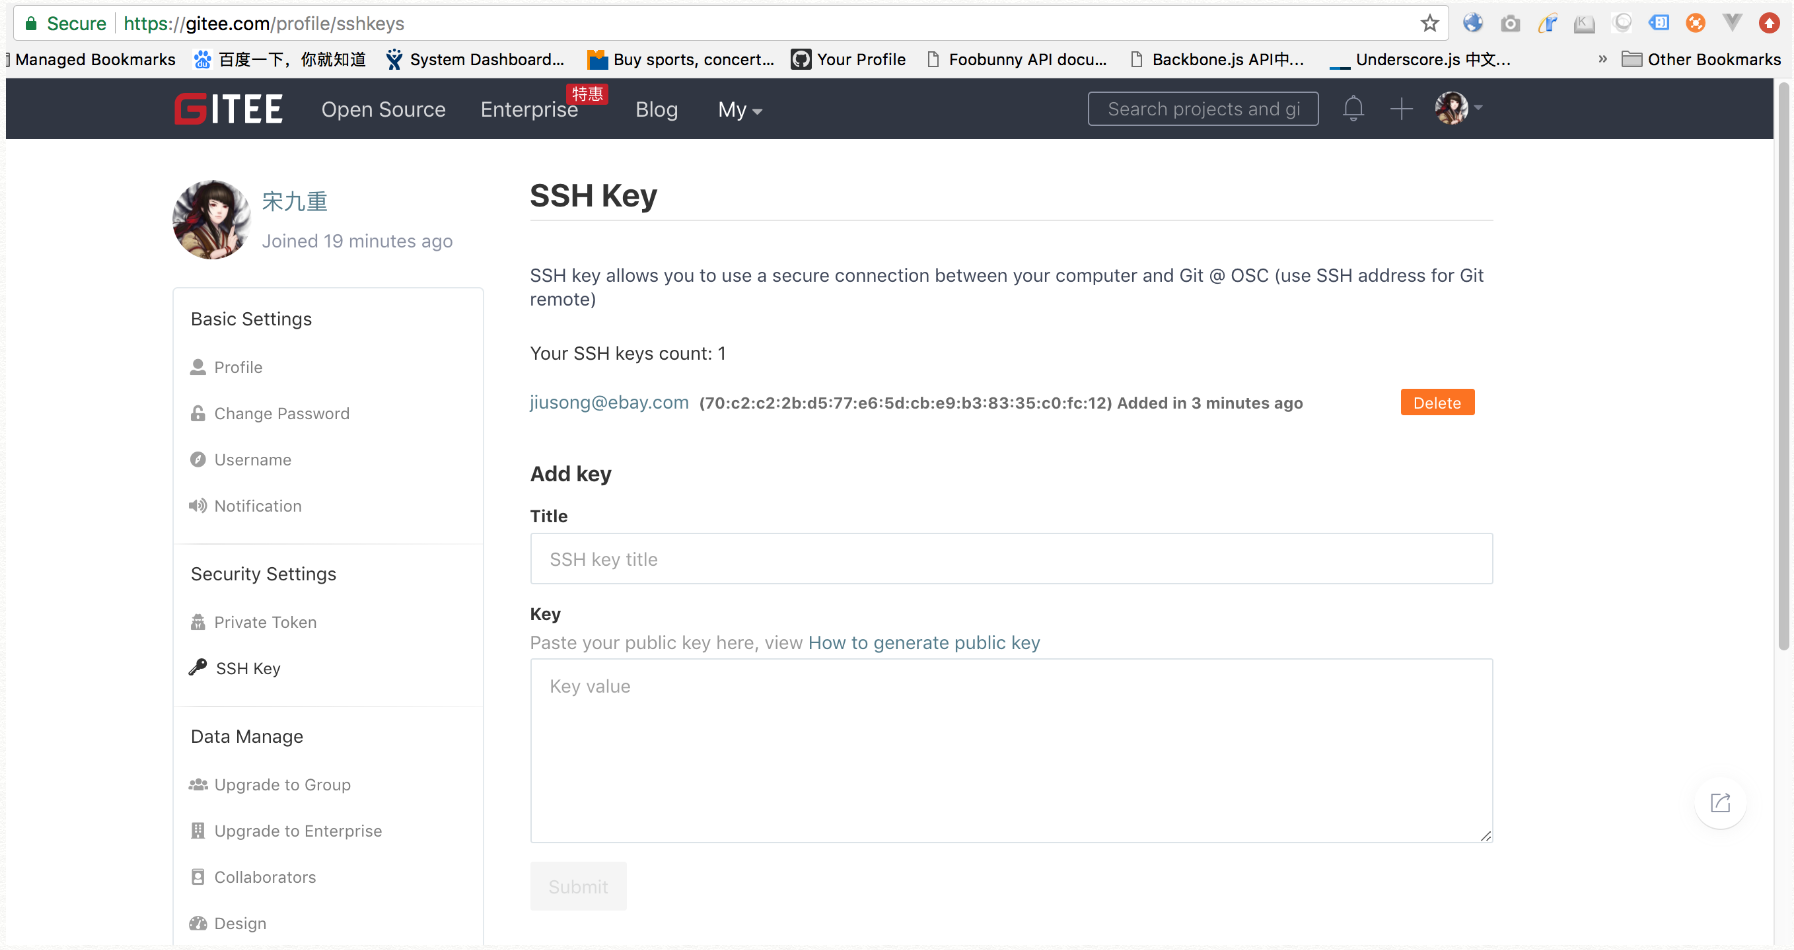 Secure https://gitee.com/profile/sshkeys
Managed Bookmarks 百度一下，你就知道 System Dashboard... Buy sports, concert... Your Profile Foobunny API docu... Backbone.js API中... Underscore.js 中文... » Other Bookmarks
GITEE Open Source Enterprise 特惠 Blog My Search projects and gi
宋九重
Joined 19 minutes ago
Basic Settings
Profile
Change Password
Username
Notification
Security Settings
Private Token
SSH Key
Data Manage
Upgrade to Group
Upgrade to Enterprise
Collaborators
Design
SSH Key
SSH key allows you to use a secure connection between your computer and Git @ OSC (use SSH address for Git
remote)
Your SSH keys count: 1
jiusong@ebay.com (70:c2:c2:2b:d5:77:e6:5d:cb:e9:b3:83:35:c0:fc:12) Added in 3 minutes ago Delete
Add key
Title
SSH key title
Key
Paste your public key here, view How to generate public key
Key value
Submit